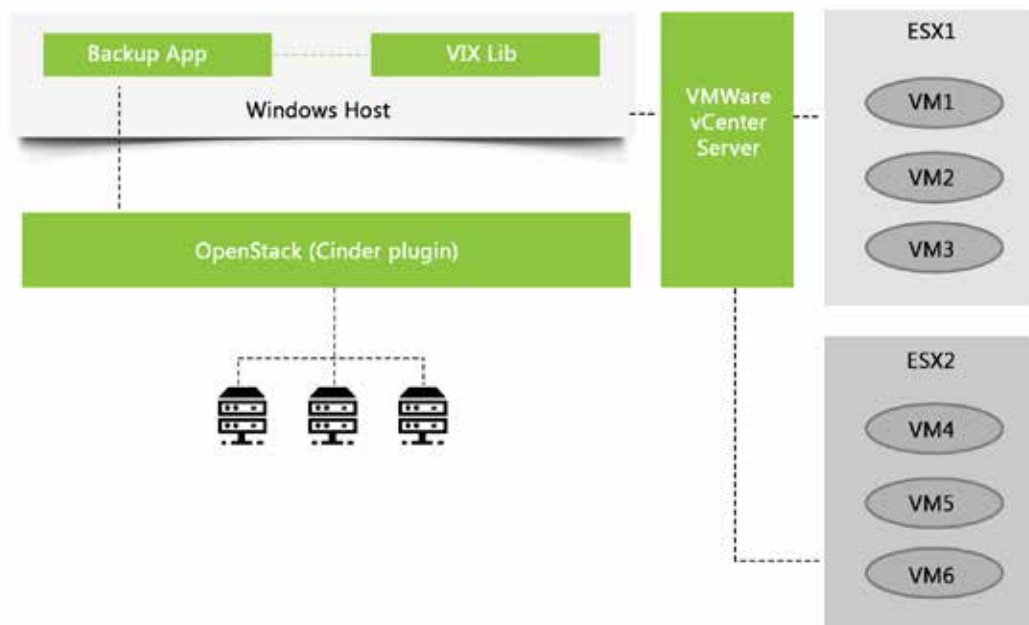 Backup App
VIX Lib
Windows Host
VMWare
vCenter
Server
OpenStack (Cinder plugin)
ESX1
VM1
VM2
VM3
ESX2
VM4
VM5
VM6